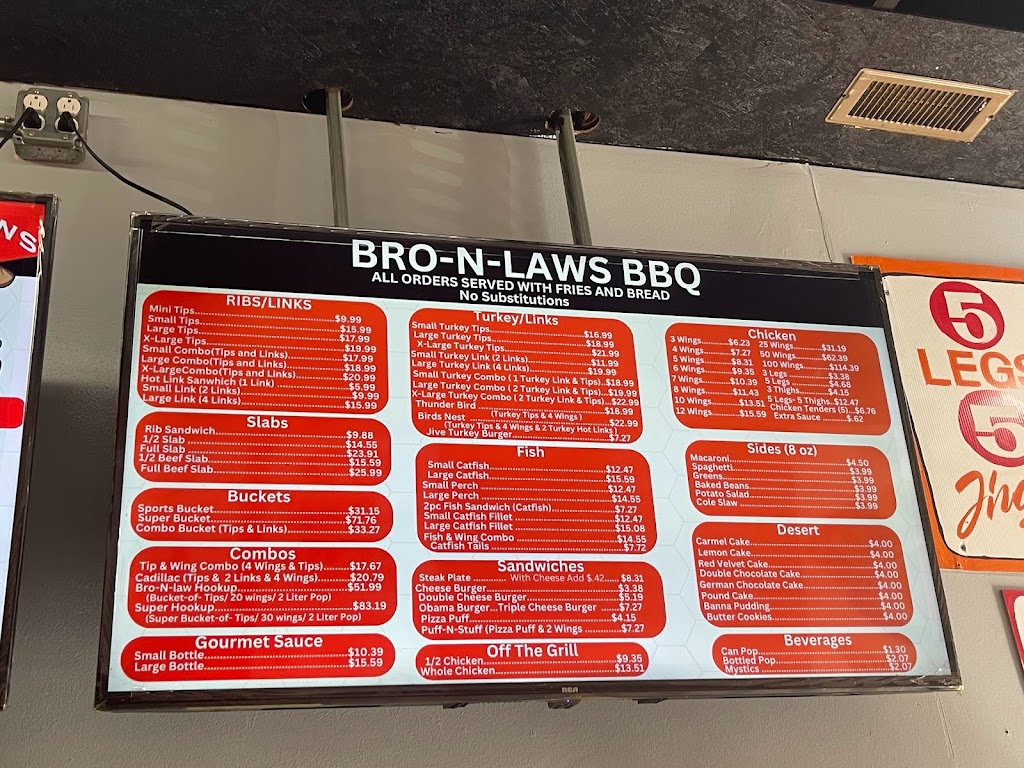 WS
BRO-N-LAWS BBQ
ALL ORDERS SERVED WITH FRIES AND BREAD
No Substitutions
RIBS/LINKS
Mini Tips...$9.99
Small Tips...$15.99
Large Tips...$17.99
X-Large Tips...$19.99
Small Combo(Tips and Links)...$17.99
Large Combo(Tips and Links)...$18.99
X-LargeCombo(Tips and Links)...$20.99
Hot Link Sanwhich (1 Link)...$5.99
Small Link (2 Links)...$9.99
Large Link (4 Links)...$15.99
Slabs
Rib Sandwich...$9.88
1/2 Slab...$14.55
Full Slab...$23.91
1/2 Beef Slab...$15.59
Full Beef Slab...$25.99
Buckets
Sports Bucket...$31.15
Super Bucket...$71.76
Combo Bucket (Tips & Links)...$33.27
Combos
Tip & Wing Combo (4 Wings & Tips)...$17.67
Cadillac (Tips & 2 Links & 4 Wings)...$20.79
Bro-N-law Hookup...$51.99
(Bucket-of- Tips/ 20 wings/ 2 Liter Pop)
Super Hookup...$83.19
(Super Bucket-of- Tips/ 30 wings/ 2 Liter Pop)
Gourmet Sauce
Small Bottle...$10.39
Large Bottle...$15.59
Turkey/Links
Small Turkey Tips...$16.99
Large Turkey Tips...$18.99
X-Large Turkey Tips...$21.99
Small Turkey Link (2 Links)...$11.99
Large Turkey Link (4 Links)...$19.99
Small Turkey Combo (1 Turkey Link & Tips)...$18.99
Large Turkey Combo ( 2 Turkey Link & Tips)...$19.99
X-Large Turkey Combo ( 2 Turkey Link & Tips)...$22.99
Thunder Bird...$18.99
(Turkey Tips & 4 Wings )
Birds Nest...$22.99
(Turkey Tips & 4 Wings & 2 Turkey Hot Links )
Jive Turkey Burger...$7.27
Fish
Small Catfish...$12.47
Large Catfish...$15.59
Small Perch...$12.47
Large Perch...$14.55
2pc Fish Sandwich (Catfish)...$7.27
Small Catfish Fillet...$12.47
Large Catfish Fillet...$15.08
Fish & Wing Combo...$14.55
Catfish Tails...$7.72
Sandwiches
Steak Plate ... With Cheese Add $.42...$8.31
Cheese Burger...$3.38
Double Cheese Burger...$5.19
Obama Burger...Triple Cheese Burger ...$7.27
Pizza Puff...$4.15
Puff-N-Stuff (Pizza Puff & 2 Wings ...$7.27
Off The Grill
1/2 Chicken...$9.35
Whole Chicken...$13.51
Chicken
3 Wings...$6.23
4 Wings...$7.27
5 Wings...$8.31
6 Wings...$9.35
7 Wings...$10.39
8 Wings...$11.43
10 Wings...$13.51
12 Wings...$15.59
25 Wings...$31.19
50 Wings...$62.39
100 Wings...$114.39
3 Legs...$3.38
5 Legs...$4.68
3 Thighs...$4.15
5 Legs- 5 Thighs...$12.47
Chicken Tenders (5)...$6.76
Extra Sauce...$.62
Sides (8 oz)
Macaroni...$4.50
Spaghetti...$3.99
Greens...$3.99
Baked Beans...$3.99
Potato Salad...$3.99
Cole Slaw...$3.99
Desert
Carmel Cake...$4.00
Lemon Cake...$4.00
Red Velvet Cake...$4.00
Double Chocolate Cake...$4.00
German Chocolate Cake...$4.00
Pound Cake...$4.00
Banna Pudding...$4.00
Butter Cookies...$4.00
Beverages
Can Pop...$1.30
Bottled Pop...$2.07
Mystics...$2.07
RCA
5
LEGS
5